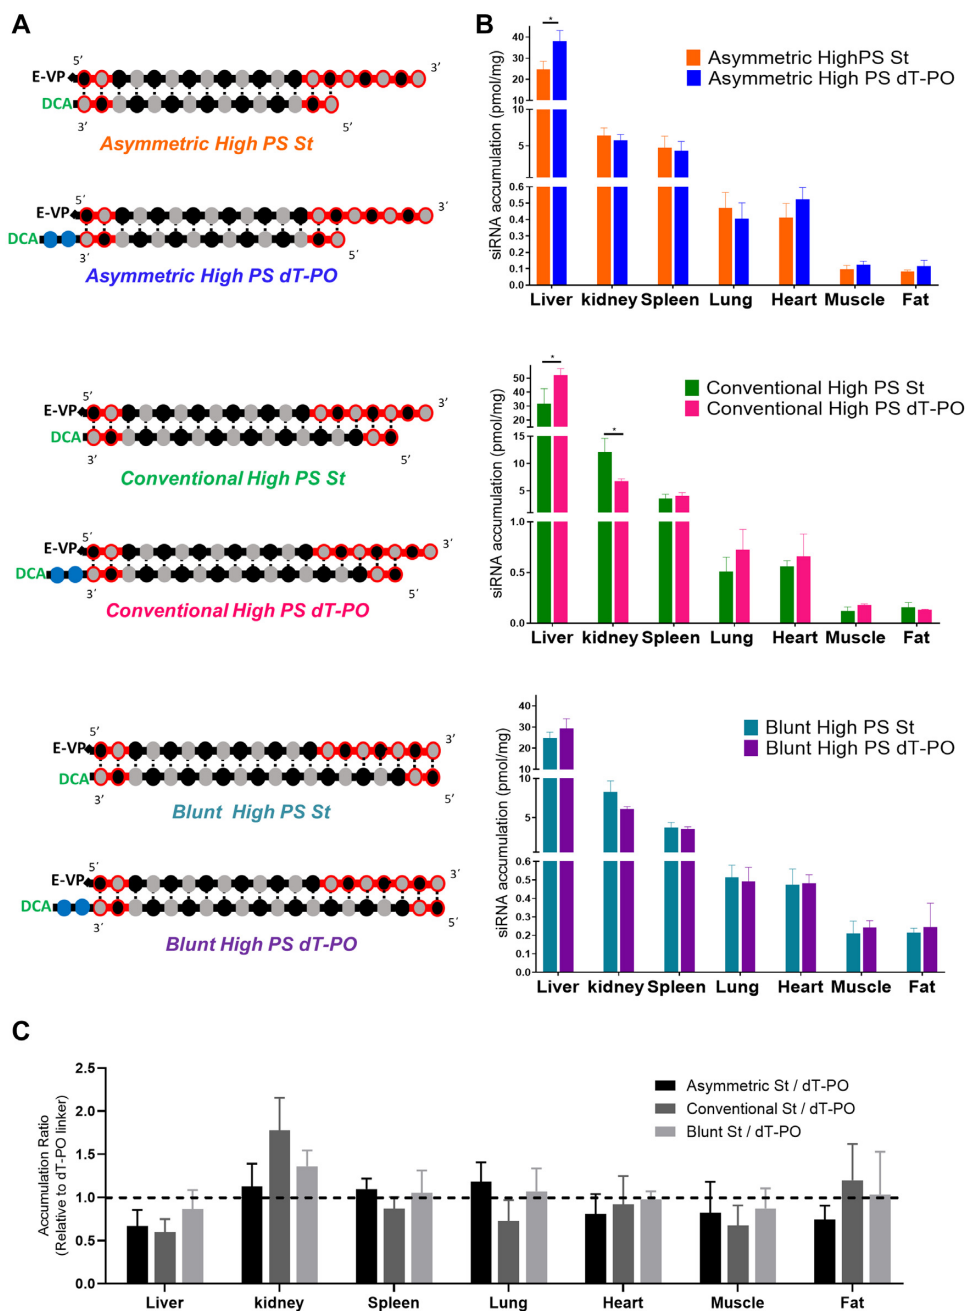 A
5′
3′
E-VP
DCA
3′
5′
Asymmetric High PS St
5′
E-VP
DCA
3′
5′
Asymmetric High PS dT-PO
5′
3′
E-VP
DCA
3′
5′
Conventional High PS St
5′
3′
E-VP
DCA
3′
5′
Conventional High PS dT-PO
5′
3′
E-VP
DCA
3′
5′
Blunt High PS St
5′
3′
E-VP
DCA
3′
5′
Blunt High PS dT-PO
B
siRNA accumulation (pmol/mg)
40
30
20
10
10
5
0.6
0.4
0.2
0.1
0.0
*
Asymmetric HighPS St
Asymmetric High PS dT-PO
Liver kidney Spleen Lung Heart Muscle Fat
siRNA accumulation (pmol/mg)
50
40
30
20
15
10
5
1.0
0.5
0.0
*
*
Conventional High PS St
Conventional High PS dT-PO
Liver kidney Spleen Lung Heart Muscle Fat
siRNA accumulation (pmol/mg)
40
30
20
10
10
5
0.6
0.5
0.4
0.3
0.2
0.1
0.0
Blunt High PS St
Blunt High PS dT-PO
Liver kidney Spleen Lung Heart Muscle Fat
C
Accumulation Ratio
(Relative to dT-PO linker)
2.5
2.0
1.5
1.0
0.5
0.0
Asymmetric St / dT-PO
Conventional St / dT-PO
Blunt St / dT-PO
Liver kidney Spleen Lung Heart Muscle Fat